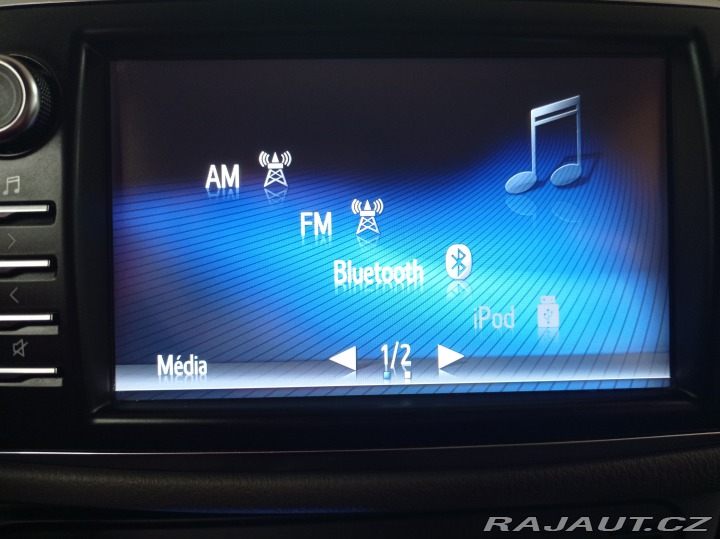 AM
FM
Bluetooth
iPod
Média
1/2
RAJAUT.CZ